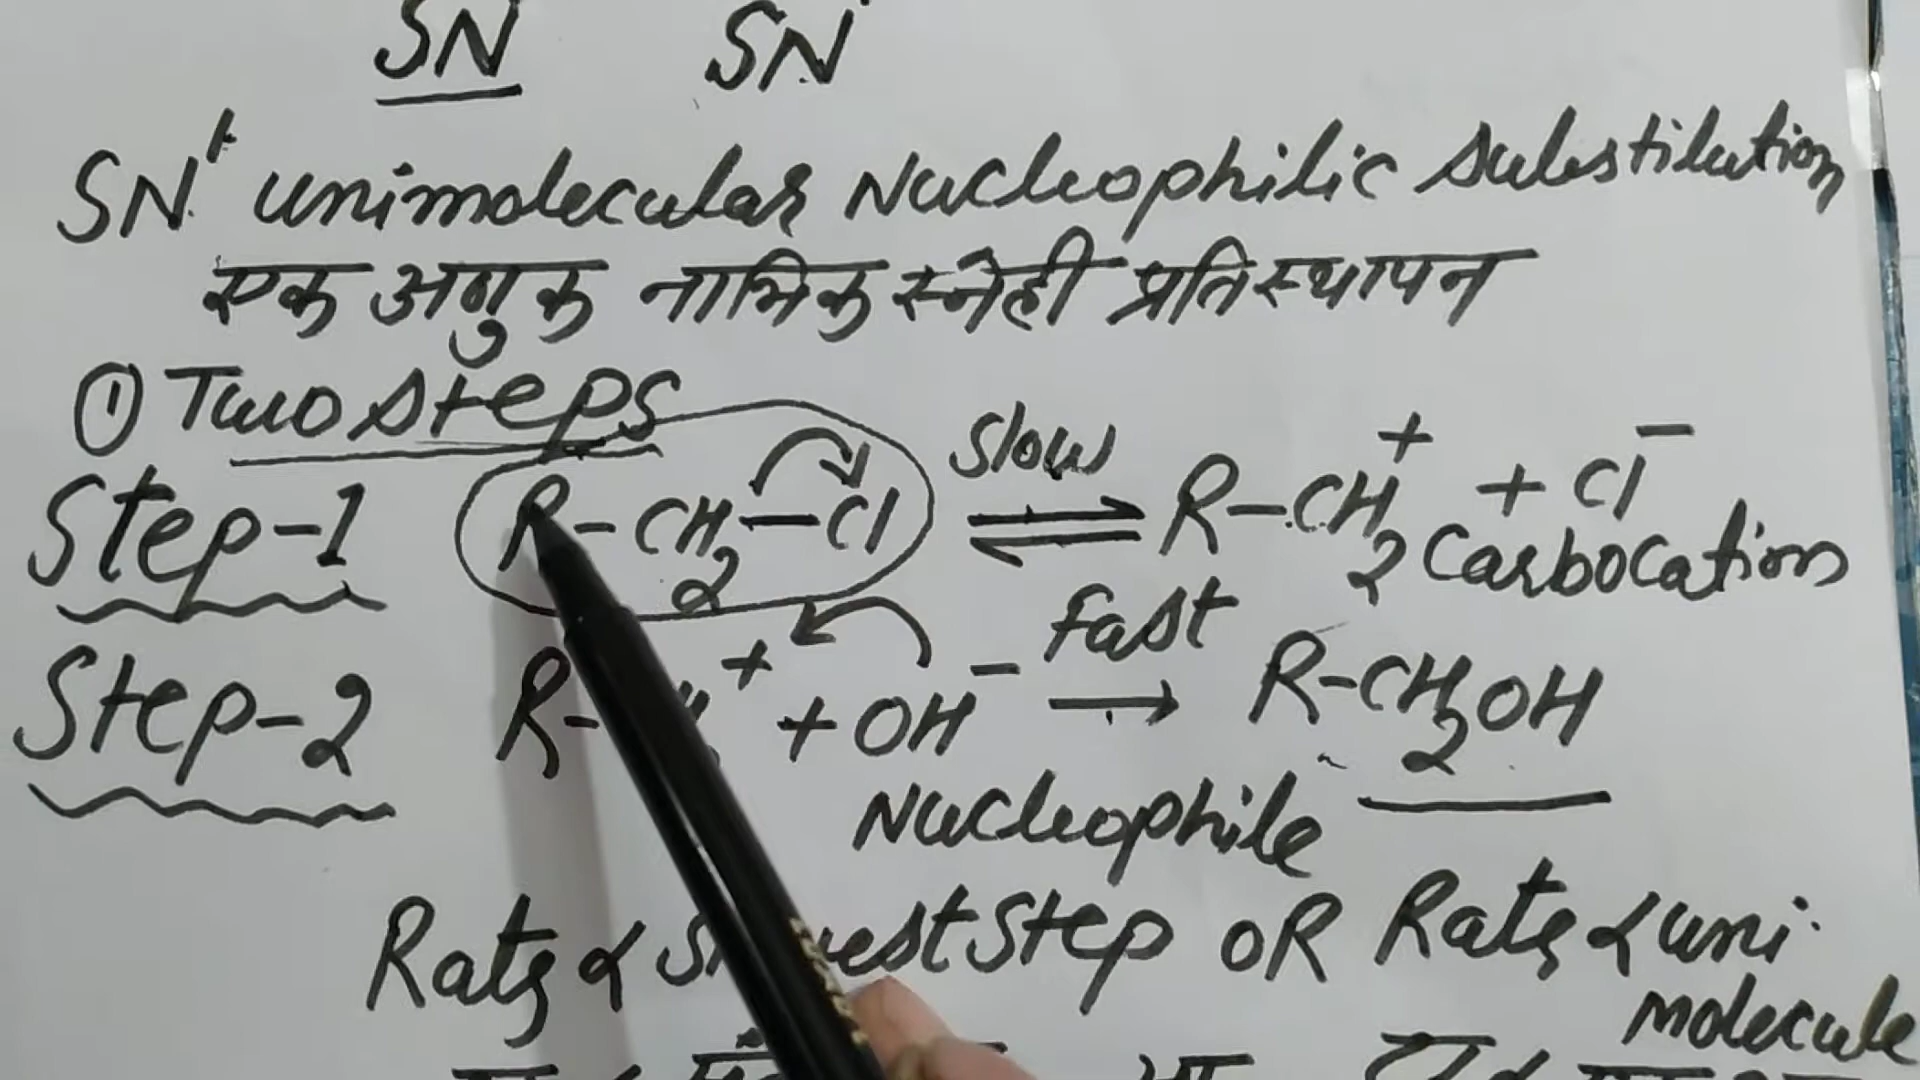 SN SN
SN¹ unimolecular Nucleophilic substitution
एक अणुक नाभिक स्नेही प्रतिस्थापन
① Two steps
Step-1 R-CH₂-Cl Slow ⇌ R-CH₂⁺ + Cl⁻
Carbocation
Step-2 R- + OH⁻ Fast → R-CH₂OH
Nucleophile
Rate ∝ Step OR Rate ∝ uni
molecule